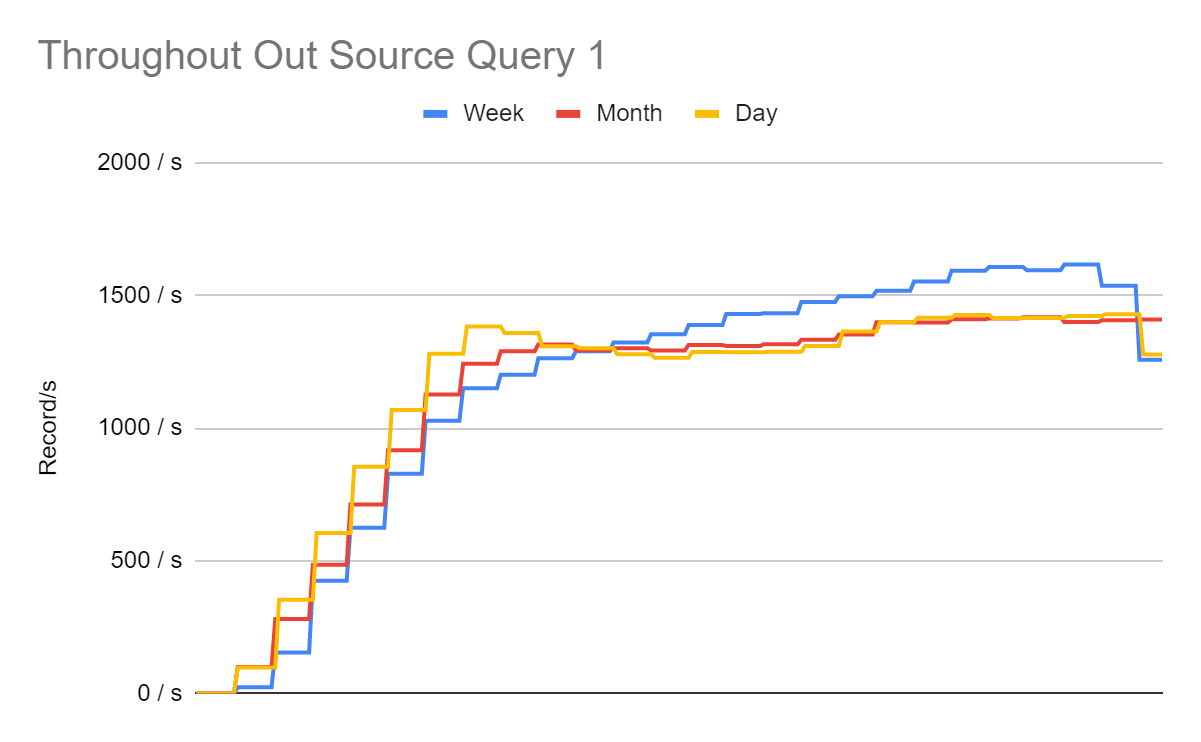 Throughout Out Source Query 1
Week Month Day
2000 / s
1500 / s
1000 / s
500 / s
0 / s
Record/s